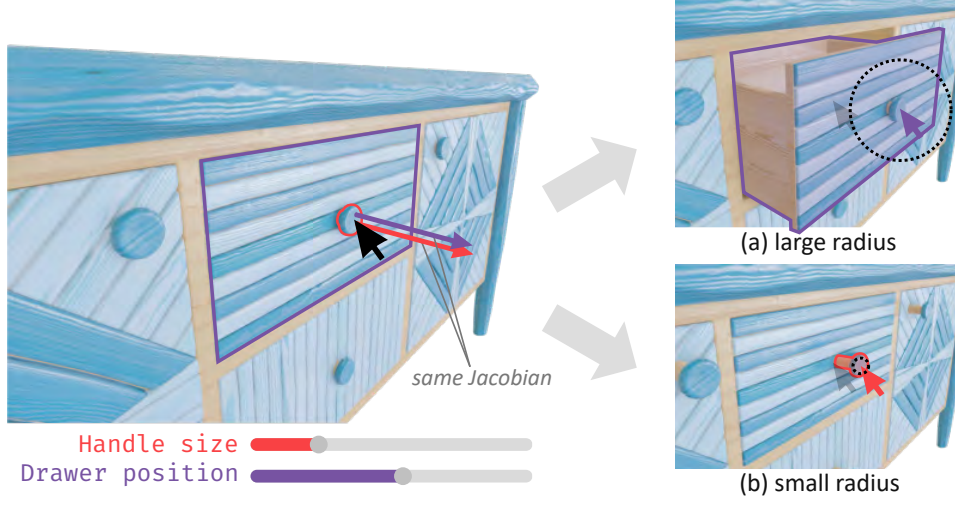 same Jacobian
Handle size
Drawer position
(a) large radius
(b) small radius